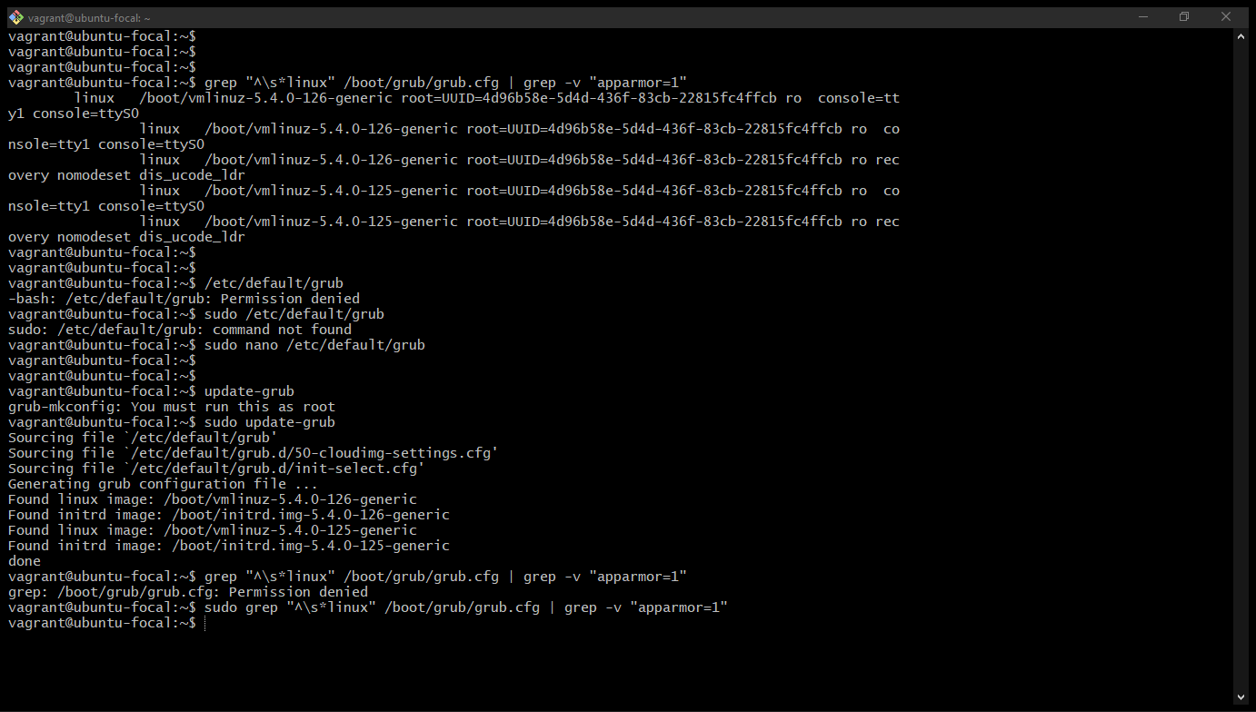 vagrant@ubuntu-focal: ~
vagrant@ubuntu-focal:~$
vagrant@ubuntu-focal:~$
vagrant@ubuntu-focal:~$
vagrant@ubuntu-focal:~$ grep "^\s*linux" /boot/grub/grub.cfg | grep -v "apparmor=1"
        linux   /boot/vmlinuz-5.4.0-126-generic root=UUID=4d96b58e-5d4d-436f-83cb-22815fc4ffcb ro  console=tt
y1 console=ttyS0
                linux   /boot/vmlinuz-5.4.0-126-generic root=UUID=4d96b58e-5d4d-436f-83cb-22815fc4ffcb ro  co
nsole=tty1 console=ttyS0
                linux   /boot/vmlinuz-5.4.0-126-generic root=UUID=4d96b58e-5d4d-436f-83cb-22815fc4ffcb ro rec
overy nomodeset dis_ucode_ldr
                linux   /boot/vmlinuz-5.4.0-125-generic root=UUID=4d96b58e-5d4d-436f-83cb-22815fc4ffcb ro  co
nsole=tty1 console=ttyS0
                linux   /boot/vmlinuz-5.4.0-125-generic root=UUID=4d96b58e-5d4d-436f-83cb-22815fc4ffcb ro rec
overy nomodeset dis_ucode_ldr
vagrant@ubuntu-focal:~$
vagrant@ubuntu-focal:~$
vagrant@ubuntu-focal:~$ /etc/default/grub
-bash: /etc/default/grub: Permission denied
vagrant@ubuntu-focal:~$ sudo /etc/default/grub
sudo: /etc/default/grub: command not found
vagrant@ubuntu-focal:~$ sudo nano /etc/default/grub
vagrant@ubuntu-focal:~$
vagrant@ubuntu-focal:~$
vagrant@ubuntu-focal:~$ update-grub
grub-mkconfig: You must run this as root
vagrant@ubuntu-focal:~$ sudo update-grub
Sourcing file `/etc/default/grub'
Sourcing file `/etc/default/grub.d/50-cloudimg-settings.cfg'
Sourcing file `/etc/default/grub.d/init-select.cfg'
Generating grub configuration file ...
Found linux image: /boot/vmlinuz-5.4.0-126-generic
Found initrd image: /boot/initrd.img-5.4.0-126-generic
Found linux image: /boot/vmlinuz-5.4.0-125-generic
Found initrd image: /boot/initrd.img-5.4.0-125-generic
done
vagrant@ubuntu-focal:~$ grep "^\s*linux" /boot/grub/grub.cfg | grep -v "apparmor=1"
grep: /boot/grub/grub.cfg: Permission denied
vagrant@ubuntu-focal:~$ sudo grep "^\s*linux" /boot/grub/grub.cfg | grep -v "apparmor=1"
vagrant@ubuntu-focal:~$